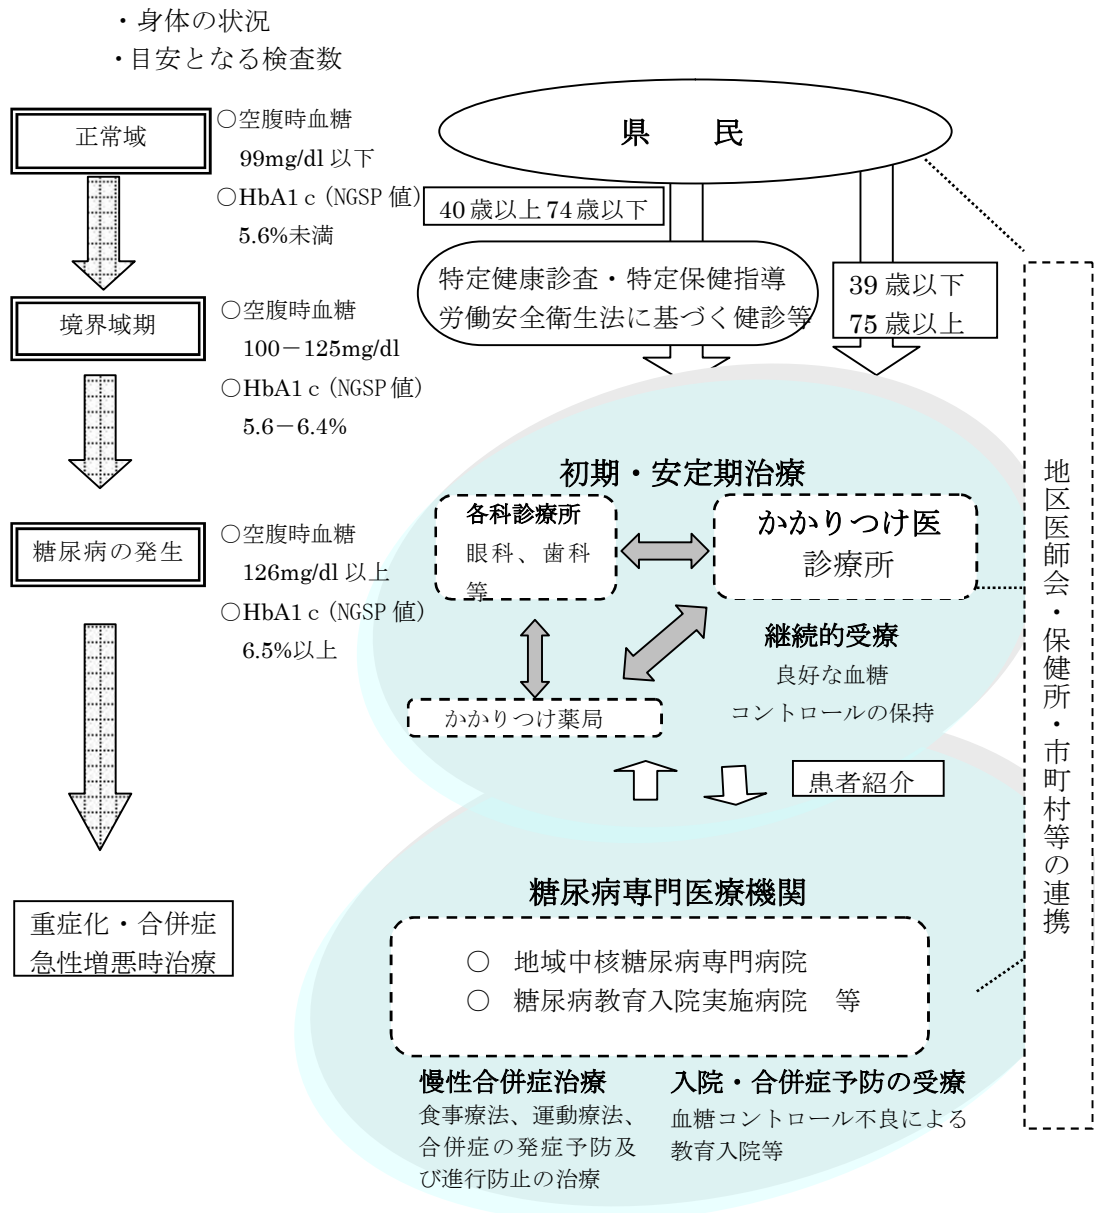 ・身体の状況
・目安となる検査数
正常域
○空腹時血糖
99mg/dl 以下
○HbA1ｃ(NGSP 値)
5.6%未満
境界域期
○空腹時血糖
100－125mg/dl
○HbA1ｃ(NGSP 値)
5.6－6.4%
糖尿病の発生
○空腹時血糖
126mg/dl 以上
○HbA1ｃ(NGSP 値)
6.5%以上
重症化・合併症
急性増悪時治療
県　民
40 歳以上 74 歳以下
特定健康診査・特定保健指導
労働安全衛生法に基づく健診等
39 歳以下
75 歳以上
初期・安定期治療
各科診療所
眼科、歯科
等
かかりつけ医
診療所
継続的受療
良好な血糖
コントロールの保持
かかりつけ薬局
患者紹介
糖尿病専門医療機関
○　地域中核糖尿病専門病院
○　糖尿病教育入院実施病院　等
慢性合併症治療
食事療法、運動療法、
合併症の発症予防及
び進行防止の治療
入院・合併症予防の受療
血糖コントロール不良による
教育入院等
地区医師会・保健所・市町村等の連携